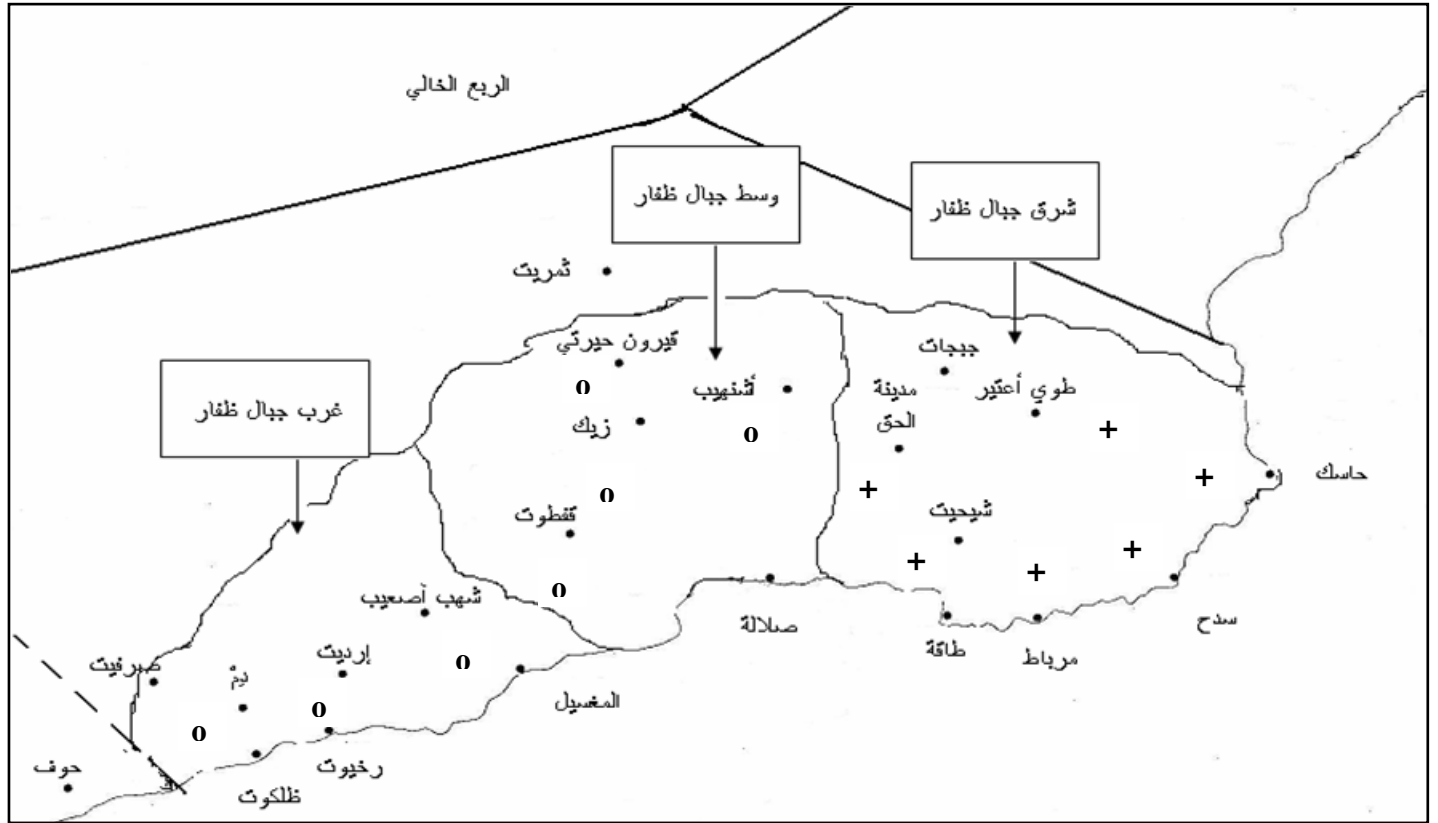 الربع الخالي
وسط جبال ظفار
شرق جبال ظفار
ثمريت
قيرون حيرتي
جبجات
o
أشنهيب
مدينة
الحق
طوي أعتير
غرب جبال ظفار
زيك
o
+
+
حاسك
o
+
قفطوت
شيحيت
+
+
+
o
شهب أصعيب
صلالة
سدح
طاقة
مرباط
صرفيت
إرديت
o
المغسيل
o
o
حوف
رخيوت
ظلكوت